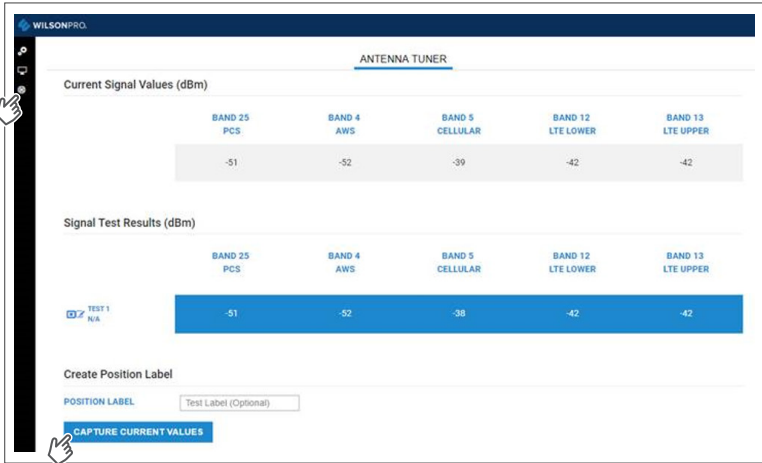 WILSONPRO.
ANTENNA TUNER
Current Signal Values (dBm)
BAND 25 BAND 4 BAND 5 BAND 12 BAND 13
PCS AWS CELLULAR LTE LOWER LTE UPPER
-51 -52 -39 -42 -42
Signal Test Results (dBm)
BAND 25 BAND 4 BAND 5 BAND 12 BAND 13
PCS AWS CELLULAR LTE LOWER LTE UPPER
TEST 1
N/A
-51 -52 -38 -42 -42
Create Position Label
POSITION LABEL Test Label (Optional)
CAPTURE CURRENT VALUES